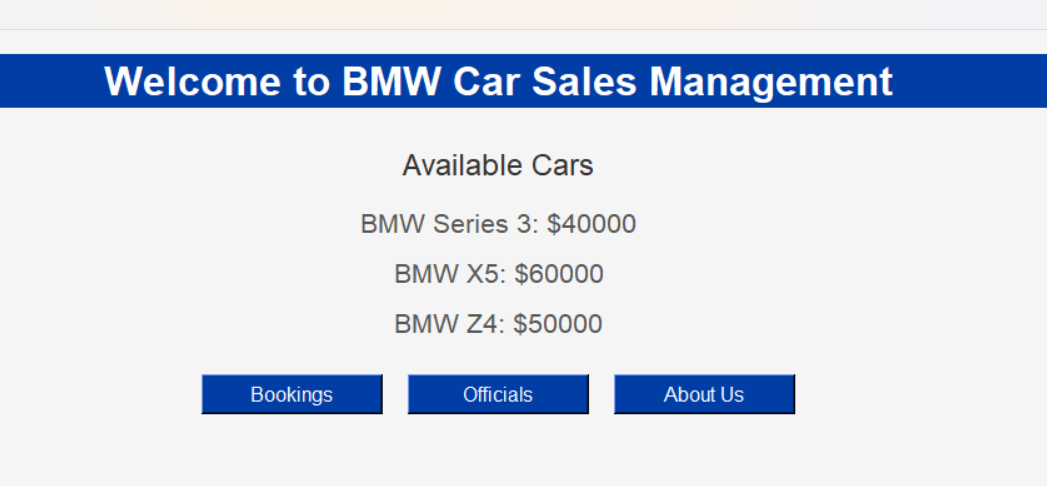 Welcome to BMW Car Sales Management
Available Cars
BMW Series 3: $40000
BMW X5: $60000
BMW Z4: $50000
Bookings
Officials
About Us